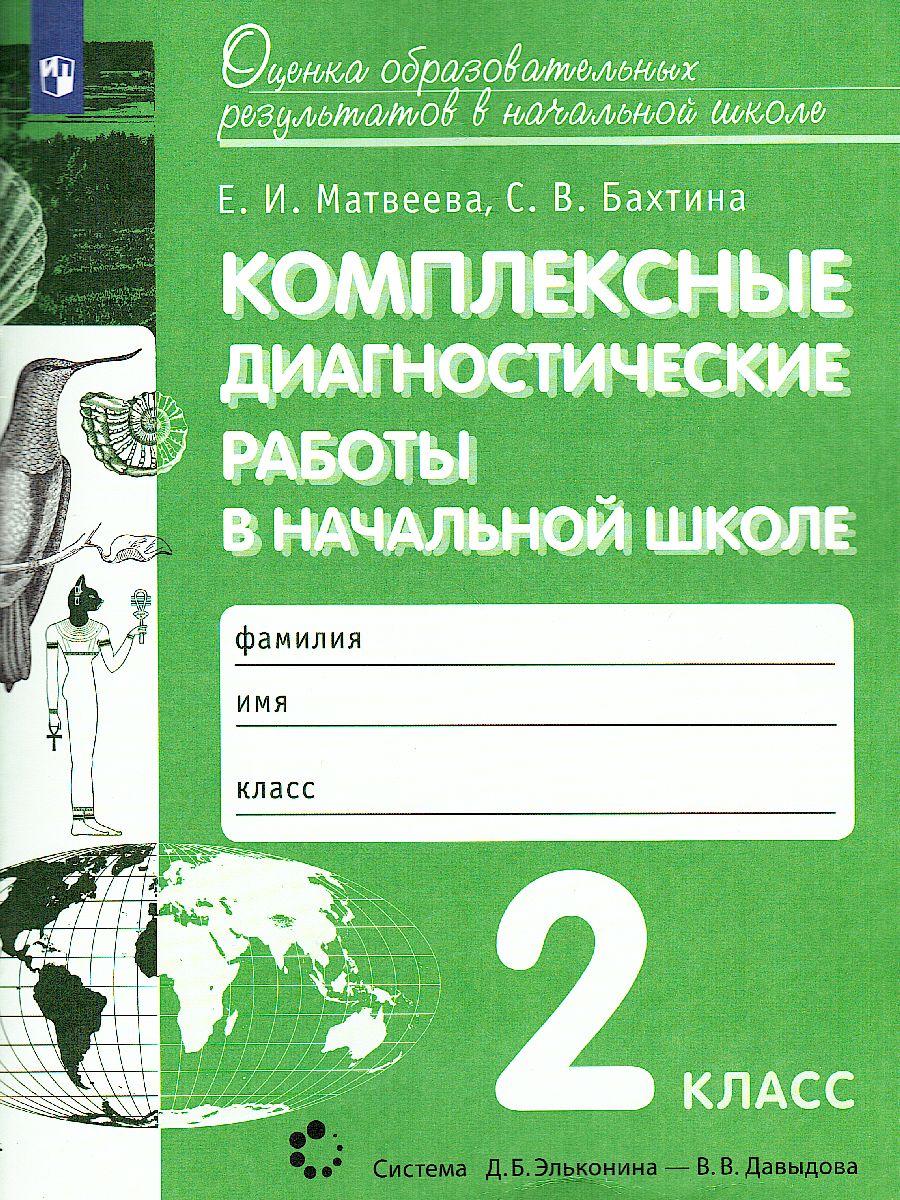 Оценка образовательных
результатов в начальной школе
Е. И. Матвеева, С. В. Бахтина
КОМПЛЕКСНЫЕ
ДИАГНОСТИЧЕСКИЕ
РАБОТЫ
В НАЧАЛЬНОЙ ШКОЛЕ
фамилия
имя
класс
2 КЛАСС
Система Д.Б.Эльконина — В.В.Давыдова